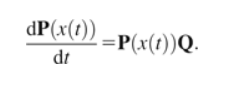 dP(x(t))/dt = P(x(t))Q.